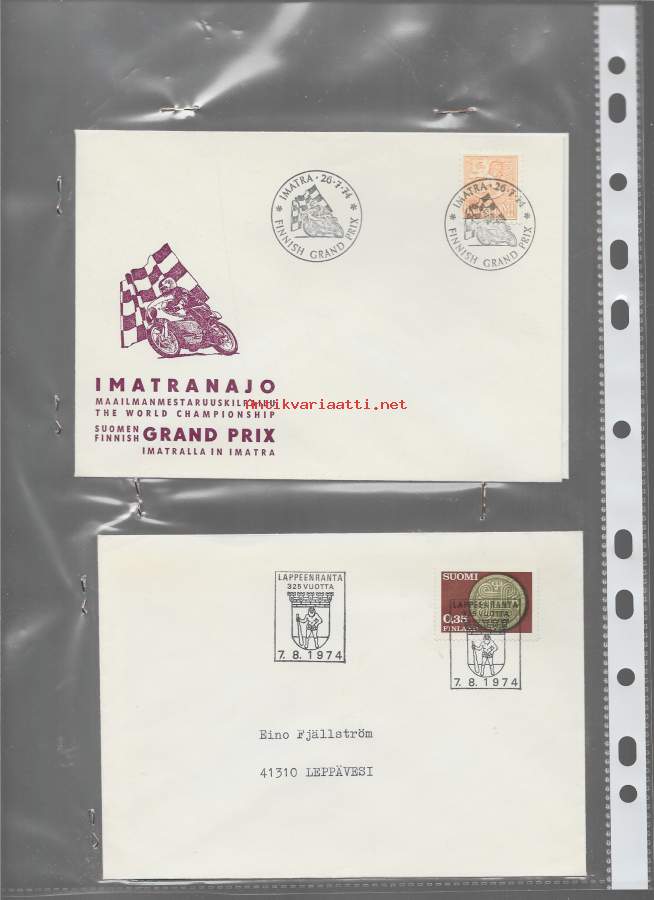 IMATRA · 26·7·74
* FINNISH GRAND PRIX *
IMATRA · 26·7·74
* FINNISH GRAND PRIX *
IMATRANAJO
MAAILMANMESTARUUSKILPAILU
THE WORLD CHAMPIONSHIP
Antikvariaatti.net
SUOMEN
FINNISH
GRAND PRIX
IMATRALLA IN IMATRA
LAPPEENRANTA
325 VUOTTA
7.8.1974
SUOMI
0,35
FINLAND
LAPPEENRANTA
325 VUOTTA
7.8.1974
Eino Fjällström
41310 LEPPÄVESI